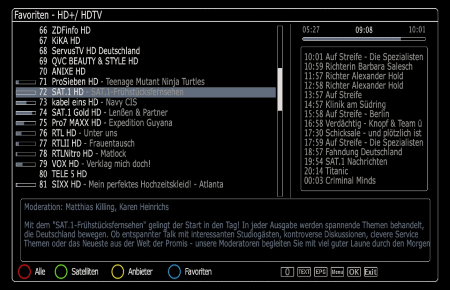 Favoriten - HD+/ HDTV
66 ZDFinfo HD
67 KiKA HD
68 ServusTV HD Deutschland
69 QVC BEAUTY & STYLE HD
70 ANIXE HD
71 ProSieben HD - Teenage Mutant Ninja Turtles
72 SAT.1 HD - SAT.1-Frühstücksfernsehen
73 kabel eins HD - Navy CIS
74 SAT.1 Gold HD - Lenßen & Partner
75 Pro7 MAXX HD - Expedition Guyana
76 RTL HD - Unter uns
77 RTLII HD - Frauentausch
78 RTLNitro HD - Matlock
79 VOX HD - Verklag mich doch!
80 TELE 5 HD
81 SIXX HD - Mein perfektes Hochzeitskleid! - Atlanta
05:27 09:08 10:01
10:01 Auf Streife - Die Spezialisten
10:59 Richterin Barbara Salesch
11:57 Richter Alexander Hold
12:58 Richter Alexander Hold
13:57 Auf Streife
14:57 Klinik am Südring
15:58 Auf Streife - Berlin
16:58 Verdächtig - Knopf & Team ü
17:30 Schicksale - und plötzlich ist
17:59 Auf Streife - Die Spezialisten
18:57 Fahndung Deutschland
19:54 SAT.1 Nachrichten
20:14 Titanic
00:03 Criminal Minds
Moderation: Matthias Killing, Karen Heinrichs
Mit dem "SAT.1-Frühstücksfernsehen" gelingt der Start in den Tag! In jeder Ausgabe werden spannende Themen behandelt,
die Deutschland bewegen. Ob entspannter Talk mit interessanten Studiogästen, kontroverse Diskussionen, clevere Service
Themen oder das Neueste aus der Welt der Promis - unsere Moderatoren begleiten Sie mit viel guter Laune durch den Morgen
Alle Satelliten Anbieter Favoriten 0 TEXT EPG Menu OK Exit